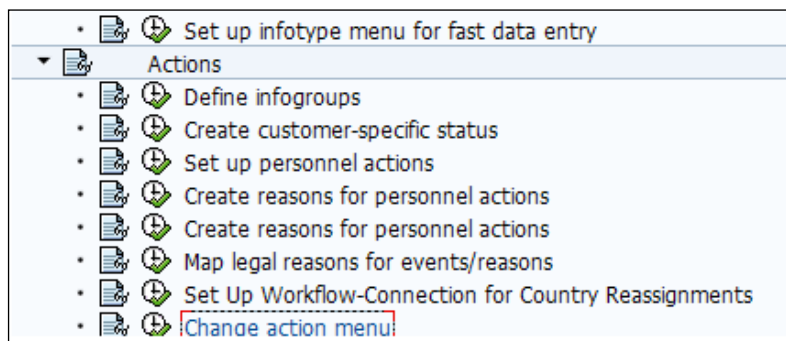 Set up infotype menu for fast data entry
Actions
Define infogroups
Create customer-specific status
Set up personnel actions
Create reasons for personnel actions
Create reasons for personnel actions
Map legal reasons for events/reasons
Set Up Workflow-Connection for Country Reassignments
Change action menu